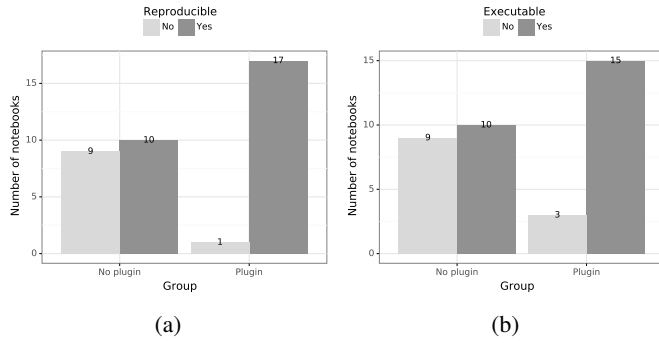 Reproducible
No Yes
Number of notebooks
15
10
5
0
9
10
1
17
No plugin Plugin
Group
(a)
Executable
No Yes
Number of notebooks
15
10
5
0
9
10
3
15
No plugin Plugin
Group
(b)